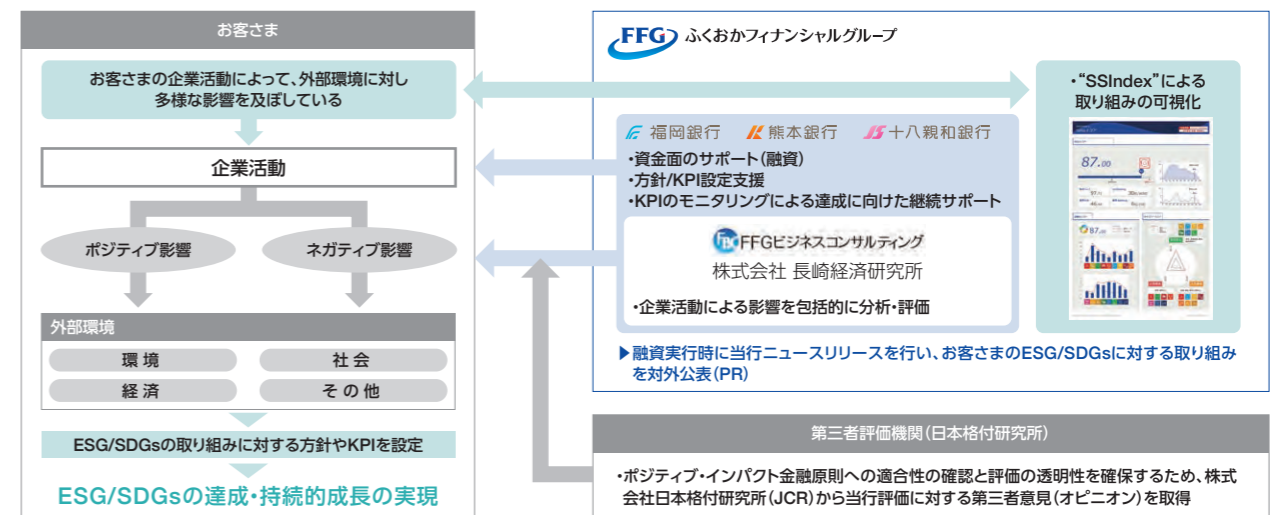 お客さま
お客さまの企業活動によって、外部環境に対し
多様な影響を及ぼしている
企業活動
ポジティブ影響
ネガティブ影響
外部環境
環 境
社 会
経 済
そ の 他
ESG/SDGsの取り組みに対する方針やKPIを設定
ESG/SDGsの達成・持続的成長の実現
FFG ふくおかフィナンシャルグループ
・“SSIndex”による
取り組みの可視化
87.00
87.00
福岡銀行 熊本銀行 十八親和銀行
・資金面のサポート（融資）
・方針/KPI設定支援
・KPIのモニタリングによる達成に向けた継続サポート
FBC FFGビジネスコンサルティング
株式会社 長崎経済研究所
・企業活動による影響を包括的に分析・評価
▶融資実行時に当行ニュースリリースを行い、お客さまのESG/SDGsに対する取り組み
を対外公表（PR）
第三者評価機関（日本格付研究所）
・ポジティブ・インパクト金融原則への適合性の確認と評価の透明性を確保するため、株式
会社日本格付研究所（JCR）から当行評価に対する第三者意見（オピニオン）を取得